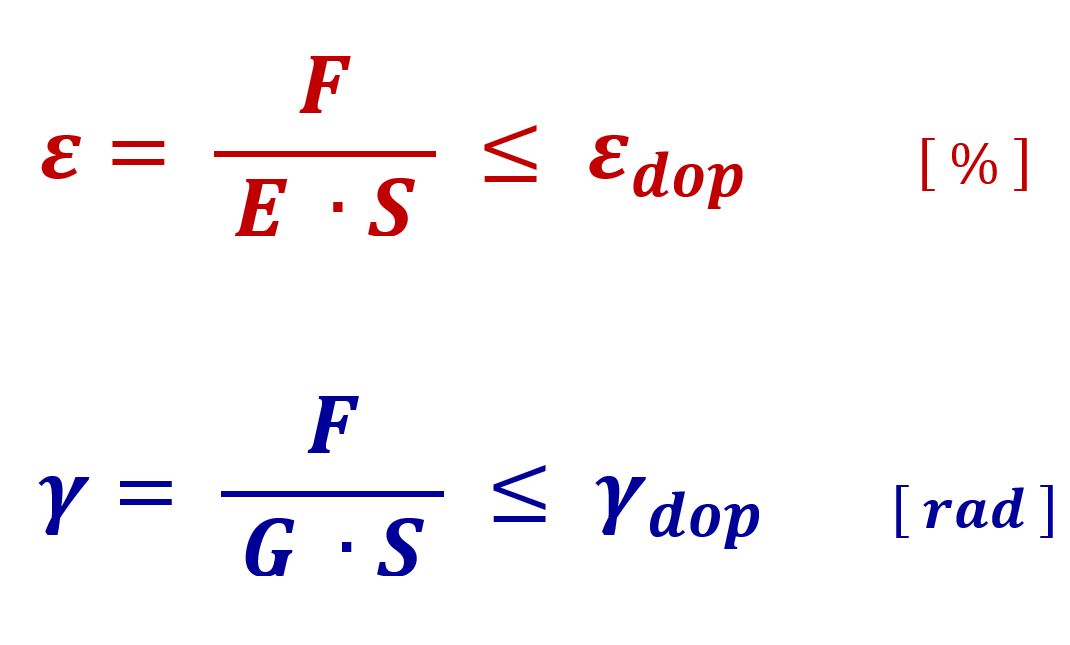 ε = F / (E · S) ≤ ε_dop [ % ]
γ = F / (G · S) ≤ γ_dop [ rad ]